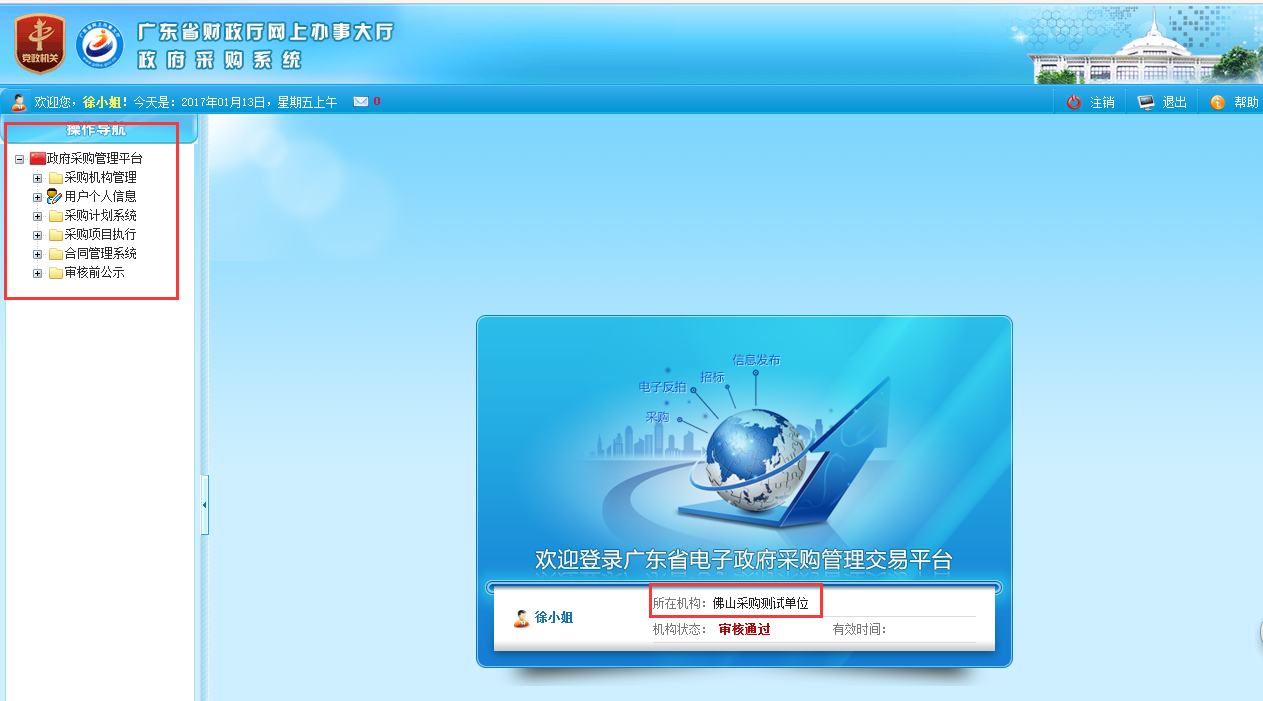 党政机关
广东省财政厅网上办事大厅
政府采购系统
欢迎您，徐小姐！今天是：2017年01月13日，星期五上午 0
注销 退出 帮助
操作导航
政府采购管理平台
采购机构管理
用户个人信息
采购计划系统
采购项目执行
合同管理系统
审核前公示
信息发布
招标
电子反拍
采购
欢迎登录广东省电子政府采购管理交易平台
徐小姐
所在机构：佛山采购测试单位
机构状态：审核通过 有效时间：